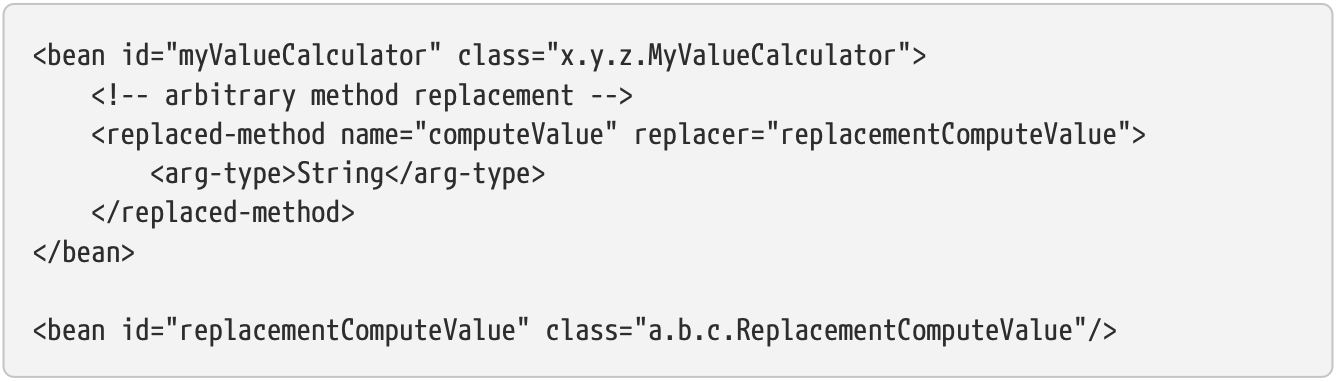 <bean id="myValueCalculator" class="x.y.z.MyValueCalculator">
    <!-- arbitrary method replacement -->
    <replaced-method name="computeValue" replacer="replacementComputeValue">
        <arg-type>String</arg-type>
    </replaced-method>
</bean>

<bean id="replacementComputeValue" class="a.b.c.ReplacementComputeValue"/>